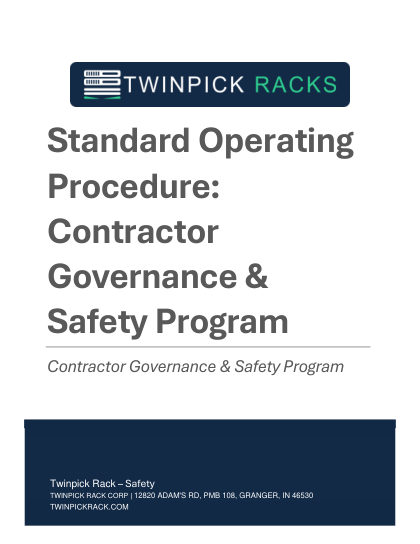 TWINPICK RACKS
Standard Operating
Procedure:
Contractor
Governance &
Safety Program
Contractor Governance & Safety Program
Twinpick Rack – Safety
TWINPICK RACK CORP | 12820 ADAM'S RD, PMB 108, GRANGER, IN 46530
TWINPICKRACK.COM